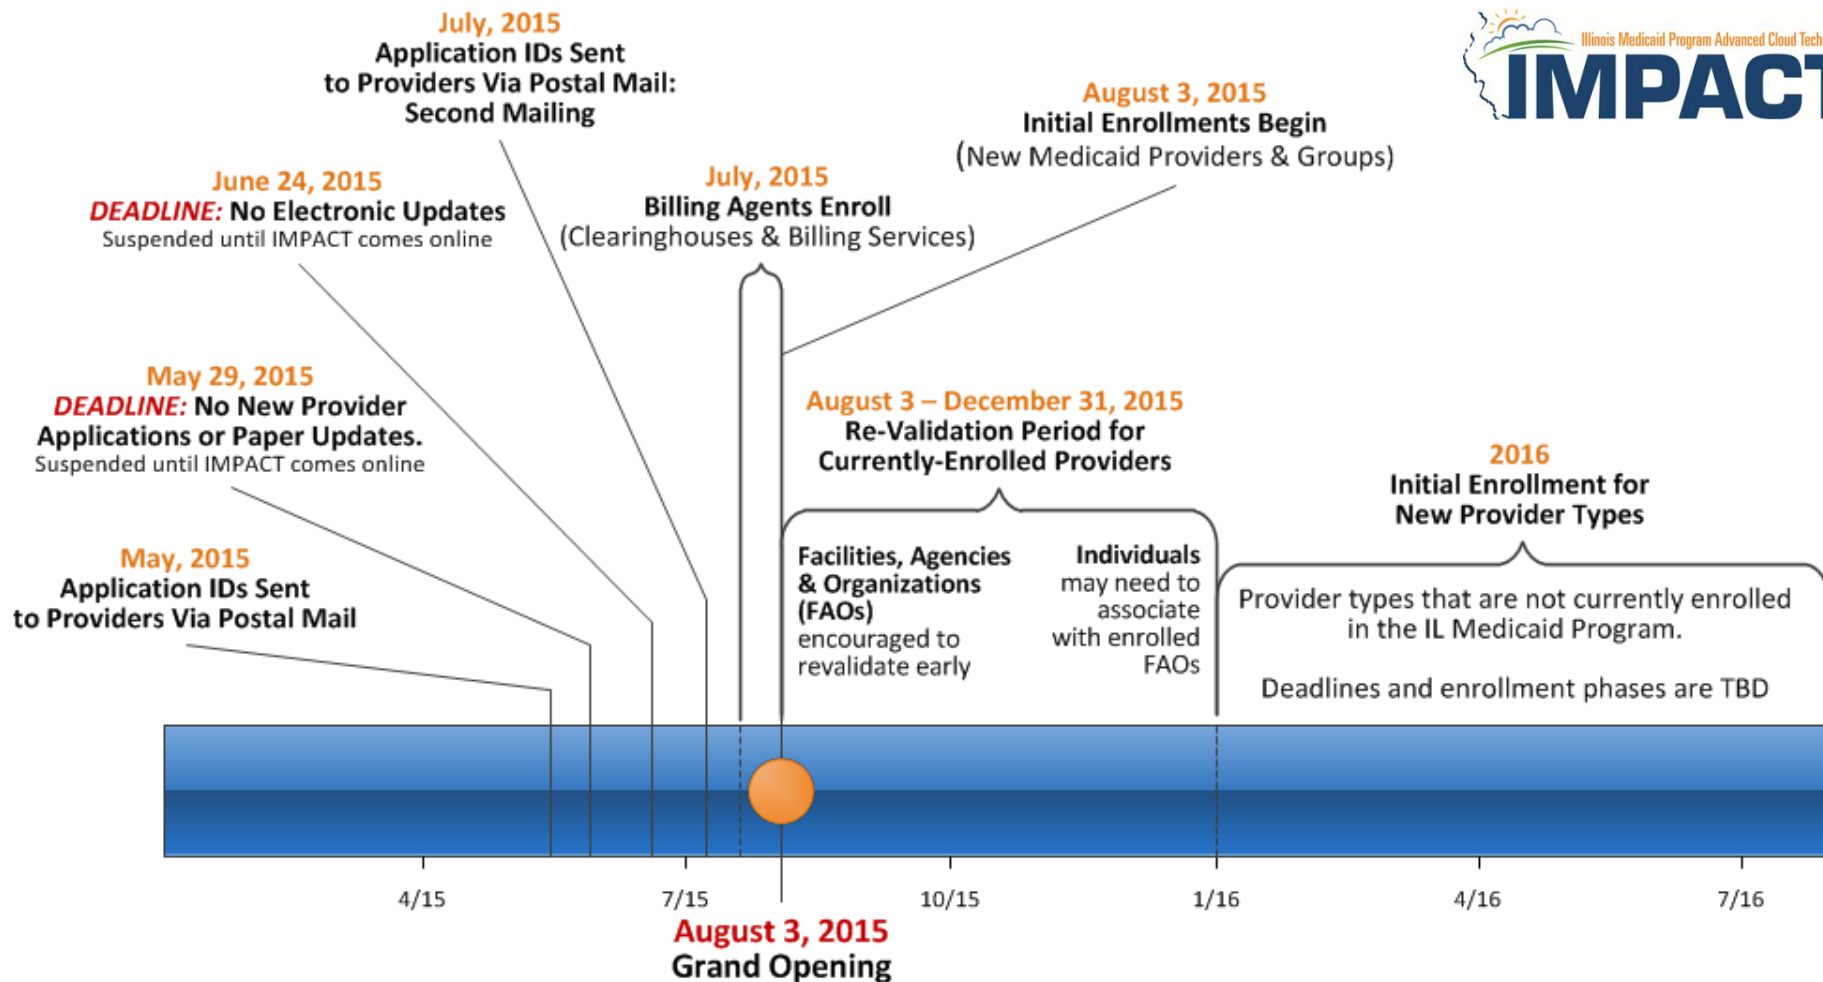 July, 2015
Application IDs Sent
to Providers Via Postal Mail:
Second Mailing
Illinois Medicaid Program Advanced Cloud
IMPACT
August 3, 2015
Initial Enrollments Begin
(New Medicaid Providers & Groups)
June 24, 2015
DEADLINE: No Electronic Updates
Suspended until IMPACT comes online
July, 2015
Billing Agents Enroll
(Clearinghouses & Billing Services)
May 29, 2015
DEADLINE: No New Provider
Applications or Paper Updates.
Suspended until IMPACT comes online
August 3 – December 31, 2015
Re-Validation Period for
Currently-Enrolled Providers
2016
Initial Enrollment for
New Provider Types
May, 2015
Application IDs Sent
to Providers Via Postal Mail
Facilities, Agencies
& Organizations
(FAOs)
encouraged to
revalidate early
Individuals
may need to
associate
with enrolled
FAOs
Provider types that are not currently enrolled
in the IL Medicaid Program.
Deadlines and enrollment phases are TBD
4/15
7/15
10/15
1/16
4/16
7/16
August 3, 2015
Grand Opening